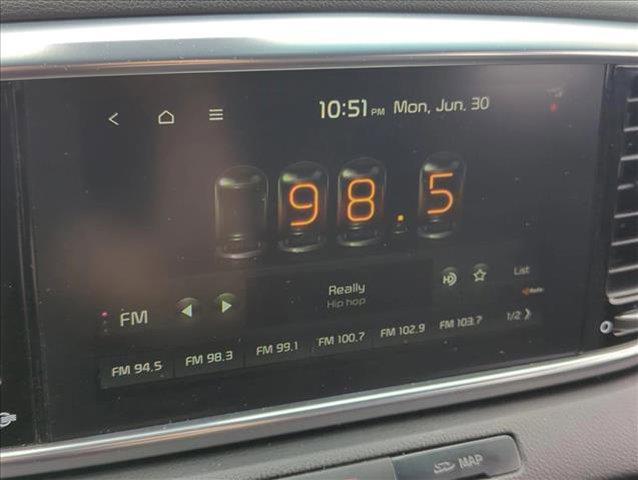 10:51 PM Mon, Jun. 30
98.5
Really
Hip hop
List
FM
FM 94.5 FM 98.3 FM 99.1 FM 100.7 FM 102.9 FM 103.7 1/2
MAP